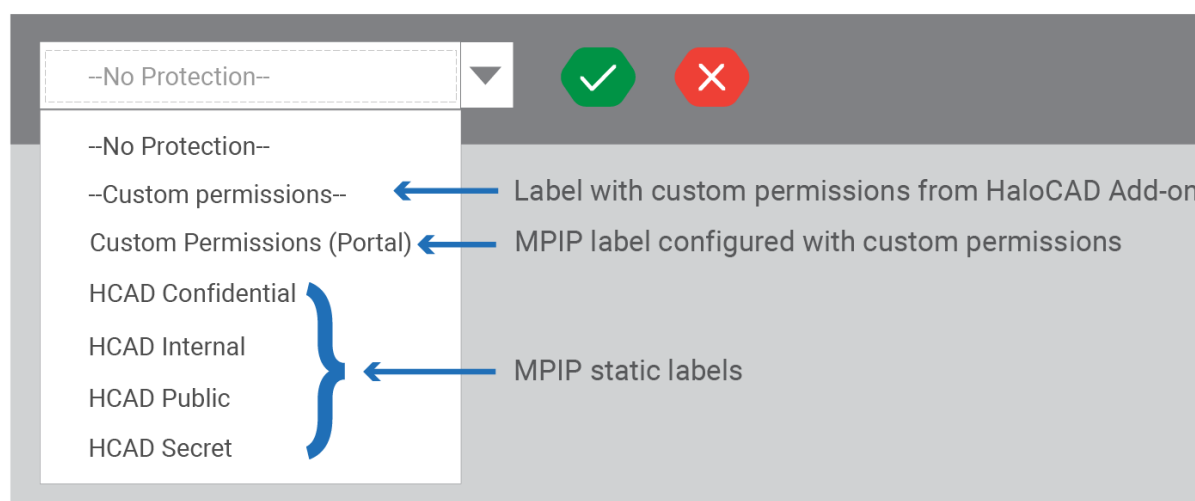 --No Protection--
--No Protection--
--Custom permissions--
Label with custom permissions from HaloCAD Add-on
Custom Permissions (Portal)
MPIP label configured with custom permissions
HCAD Confidential
HCAD Internal
MPIP static labels
HCAD Public
HCAD Secret